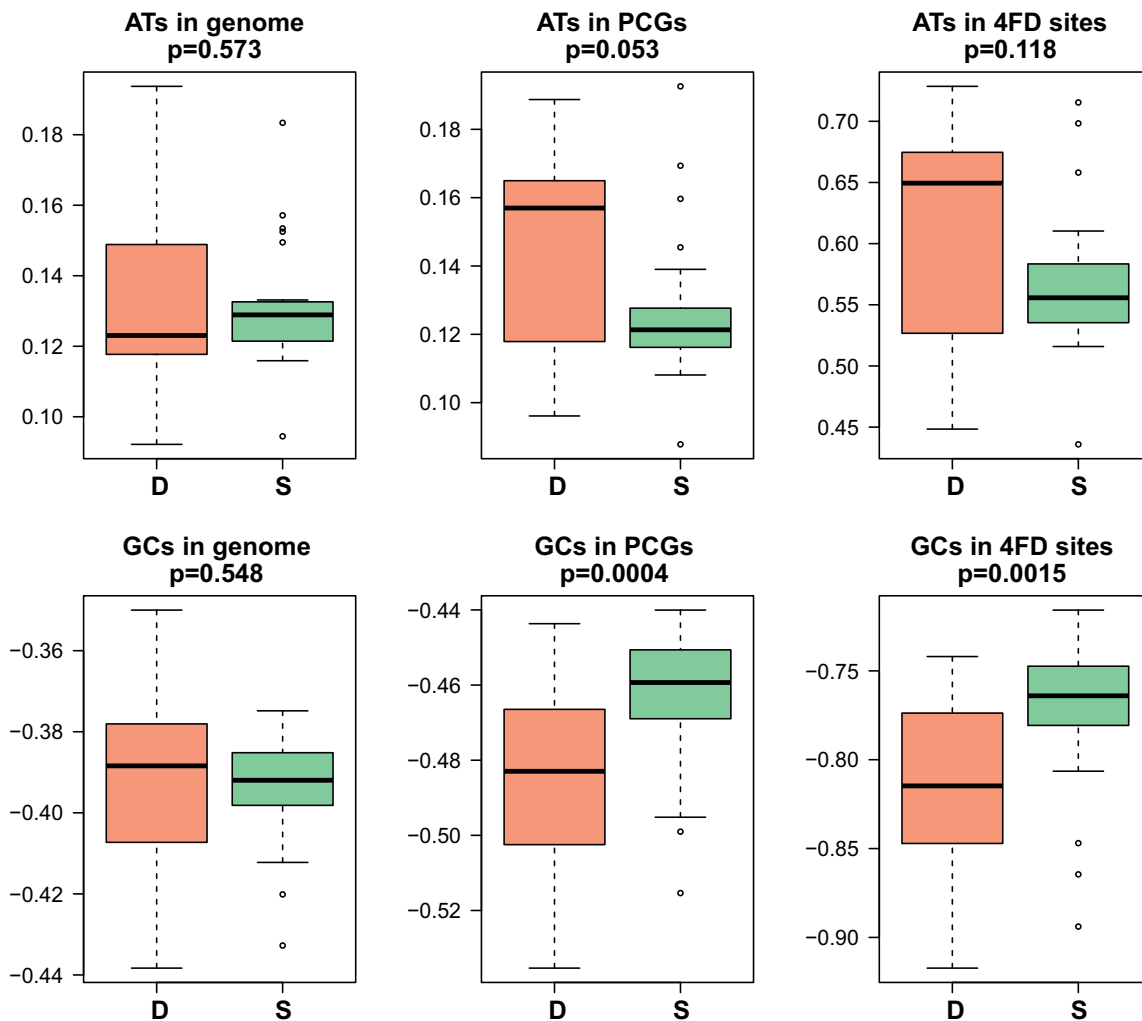 ATs in genome
p=0.573
0.18
0.16
0.14
0.12
0.10
D S
ATs in PCGs
p=0.053
0.18
0.16
0.14
0.12
0.10
D S
ATs in 4FD sites
p=0.118
0.70
0.65
0.60
0.55
0.50
0.45
D S
GCs in genome
p=0.548
−0.36
−0.38
−0.40
−0.42
−0.44
D S
GCs in PCGs
p=0.0004
−0.44
−0.46
−0.48
−0.50
−0.52
D S
GCs in 4FD sites
p=0.0015
−0.75
−0.80
−0.85
−0.90
D S